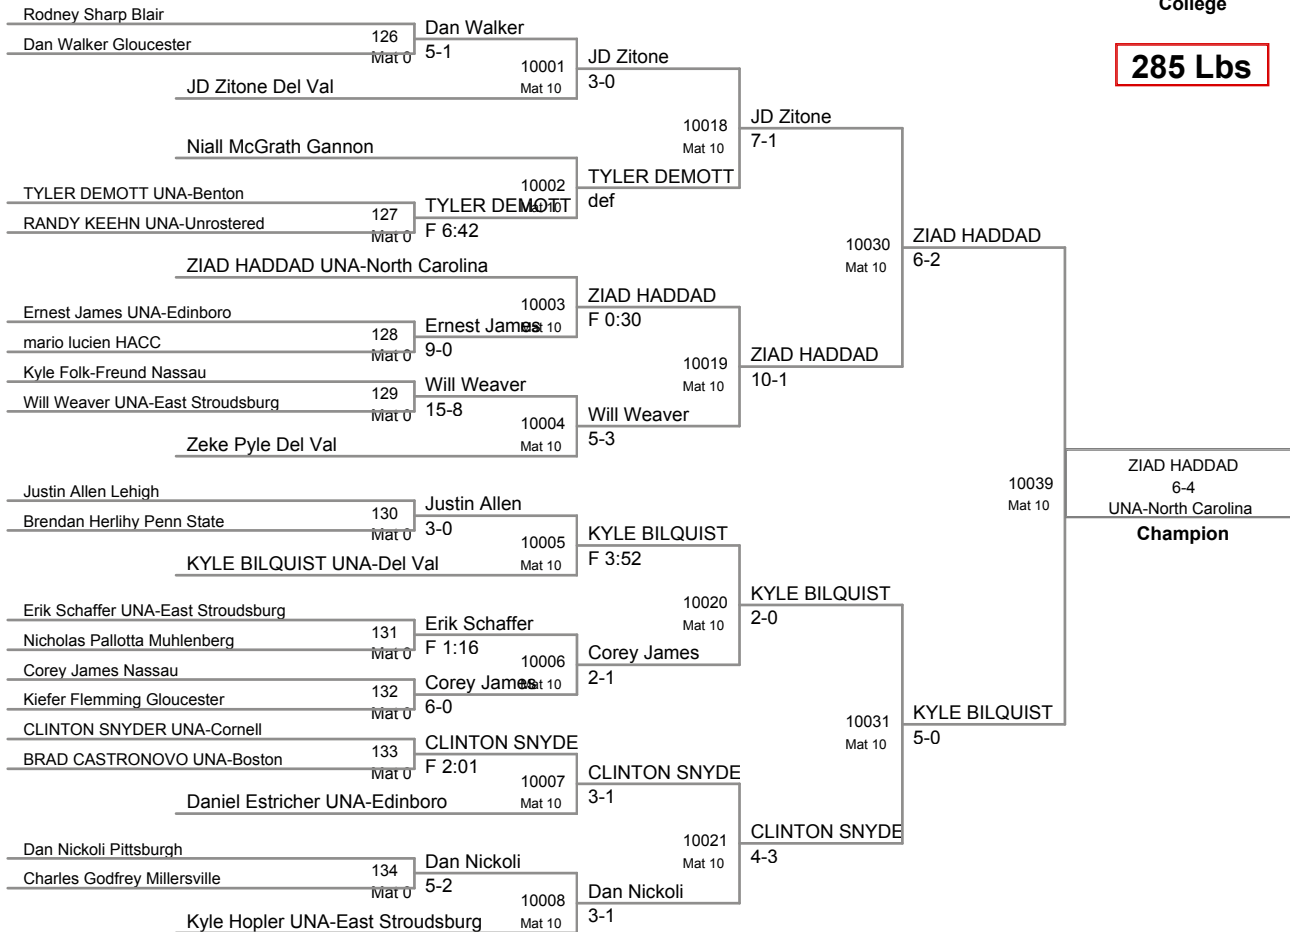 College
285 Lbs
Rodney Sharp Blair
Dan Walker Gloucester
126
Mat 0
Dan Walker
5-1
JD Zitone Del Val
10001
Mat 10
JD Zitone
3-0
Niall McGrath Gannon
TYLER DEMOTT UNA-Benton
RANDY KEEHN UNA-Unrostered
127
Mat 0
TYLER DEMOTT
F 6:42
10002
Mat 10
TYLER DEMOTT
def
10018
Mat 10
JD Zitone
7-1
ZIAD HADDAD UNA-North Carolina
Ernest James UNA-Edinboro
mario lucien HACC
128
Mat 0
Ernest James
9-0
10003
Mat 10
ZIAD HADDAD
F 0:30
Kyle Folk-Freund Nassau
Will Weaver UNA-East Stroudsburg
129
Mat 0
Will Weaver
15-8
Zeke Pyle Del Val
10004
Mat 10
Will Weaver
5-3
10019
Mat 10
ZIAD HADDAD
10-1
10030
Mat 10
ZIAD HADDAD
6-2
Justin Allen Lehigh
Brendan Herlihy Penn State
130
Mat 0
Justin Allen
3-0
KYLE BILQUIST UNA-Del Val
10005
Mat 10
KYLE BILQUIST
F 3:52
Erik Schaffer UNA-East Stroudsburg
Nicholas Pallotta Muhlenberg
131
Mat 0
Erik Schaffer
F 1:16
Corey James Nassau
Kiefer Flemming Gloucester
132
Mat 0
Corey James
6-0
10006
Mat 10
Corey James
2-1
10020
Mat 10
KYLE BILQUIST
2-0
CLINTON SNYDER UNA-Cornell
BRAD CASTRONOVO UNA-Boston
133
Mat 0
CLINTON SNYDE
F 2:01
Daniel Estricher UNA-Edinboro
10007
Mat 10
CLINTON SNYDE
3-1
Dan Nickoli Pittsburgh
Charles Godfrey Millersville
134
Mat 0
Dan Nickoli
5-2
Kyle Hopler UNA-East Stroudsburg
10008
Mat 10
Dan Nickoli
3-1
10021
Mat 10
CLINTON SNYDE
4-3
10031
Mat 10
KYLE BILQUIST
5-0
10039
Mat 10
ZIAD HADDAD
6-4
UNA-North Carolina
Champion